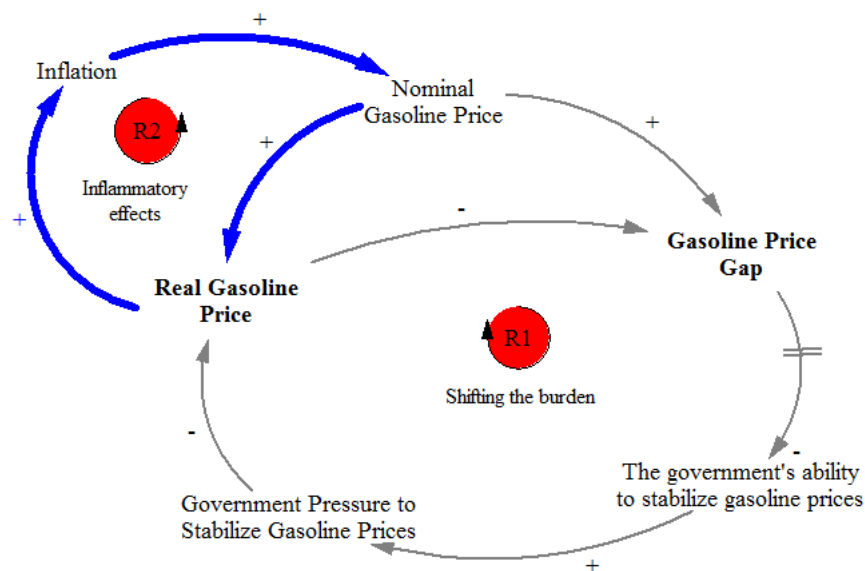 +
Inflation
Nominal
Gasoline Price
R2
+
+
Inflammatory
effects
+
-
Gasoline Price
Gap
Real Gasoline
Price
R1
Shifting the burden
-
-
The government's ability
to stabilize gasoline prices
Government Pressure to
Stabilize Gasoline Prices
+